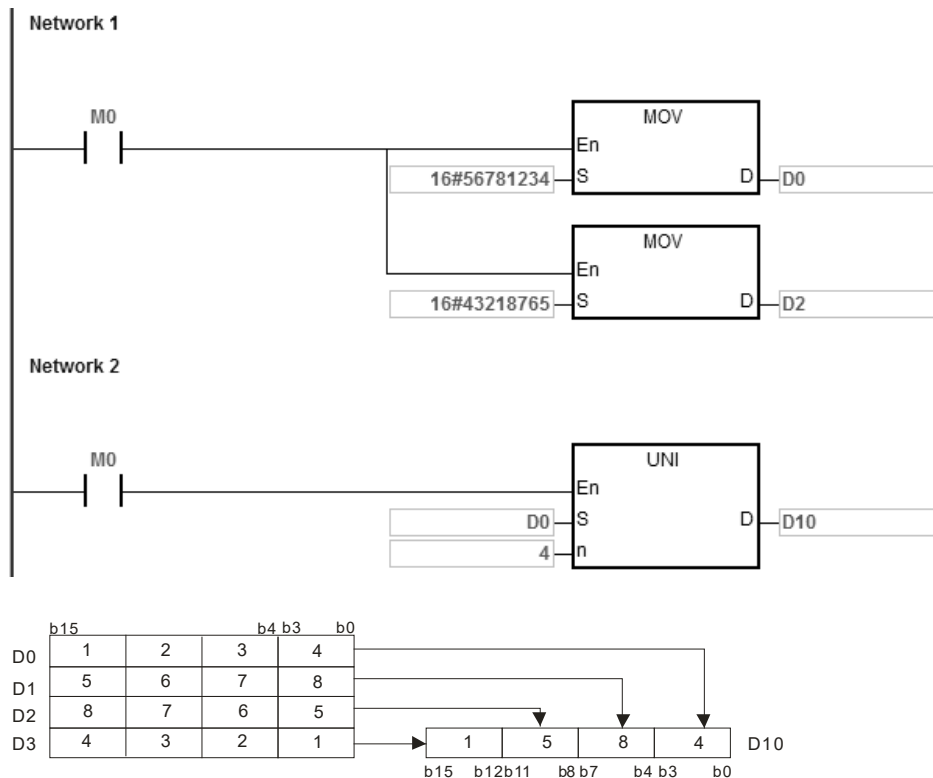 Network 1
M0
MOV
En
16#56781234 S D D0
MOV
En
16#43218765 S D D2
Network 2
M0
UNI
En
D0 S D D10
4 n
b15 b4 b3 b0
D0 1 2 3 4
D1 5 6 7 8
D2 8 7 6 5
D3 4 3 2 1 1 5 8 4 D10
b15 b12 b11 b8 b7 b4 b3 b0